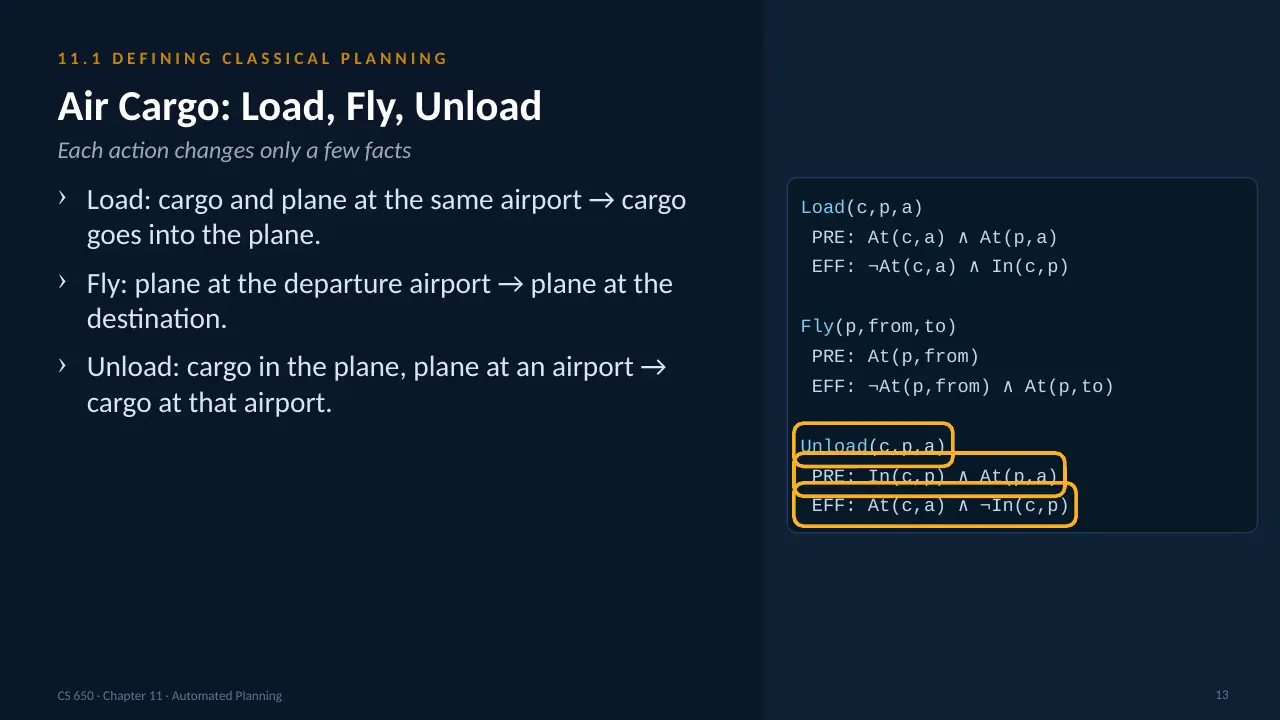 11.1 DEFINING CLASSICAL PLANNING
Air Cargo: Load, Fly, Unload
Each action changes only a few facts
› Load: cargo and plane at the same airport → cargo
goes into the plane.
› Fly: plane at the departure airport → plane at the
destination.
› Unload: cargo in the plane, plane at an airport →
cargo at that airport.
Load(c,p,a)
PRE: At(c,a) ∧ At(p,a)
EFF: ¬At(c,a) ∧ In(c,p)
Fly(p,from,to)
PRE: At(p,from)
EFF: ¬At(p,from) ∧ At(p,to)
Unload(c,p,a)
PRE: In(c,p) ∧ At(p,a)
EFF: At(c,a) ∧ ¬In(c,p)
CS 650 · Chapter 11 · Automated Planning
13